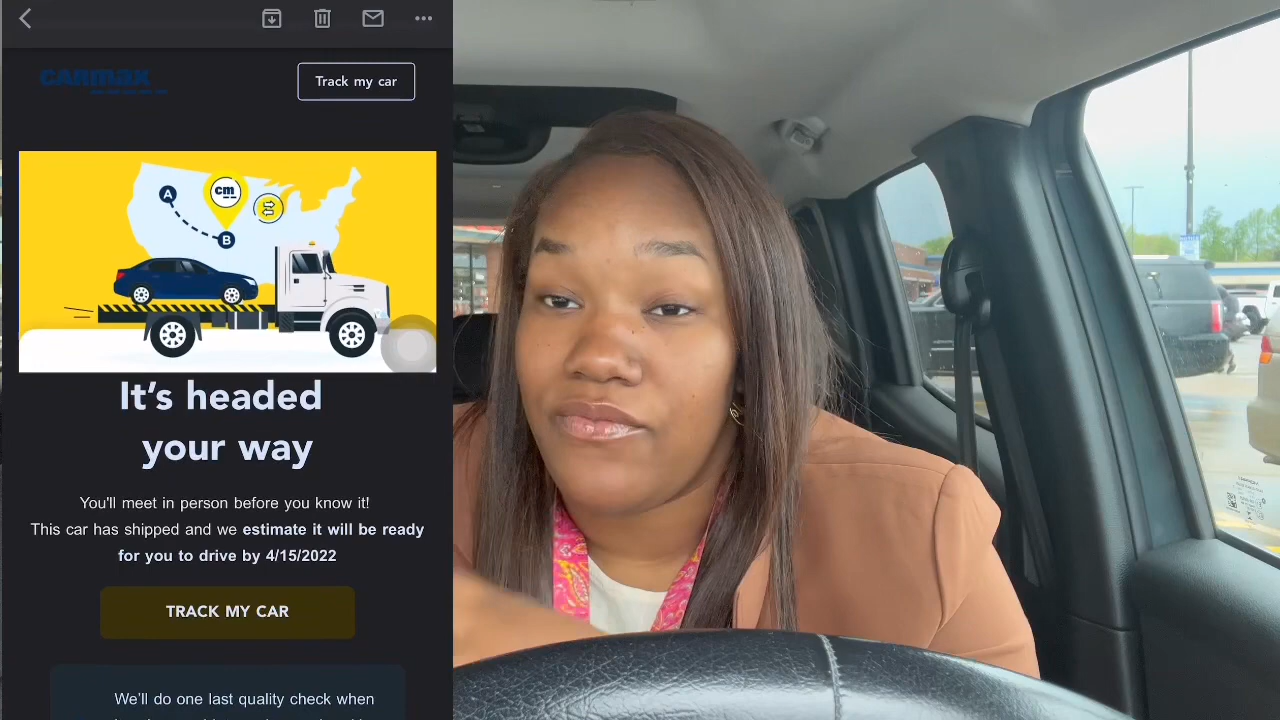 CARMAX
Track my car
A
cm
B
It's headed
your way
You'll meet in person before you know it!
This car has shipped and we estimate it will be ready
for you to drive by 4/15/2022
TRACK MY CAR
We'll do one last quality check when